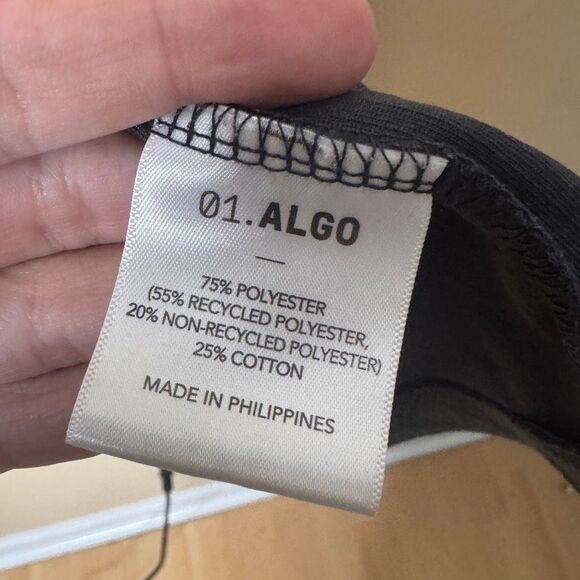 01.ALGO
—
75% POLYESTER
(55% RECYCLED POLYESTER,
20% NON-RECYCLED POLYESTER)
25% COTTON
MADE IN PHILIPPINES